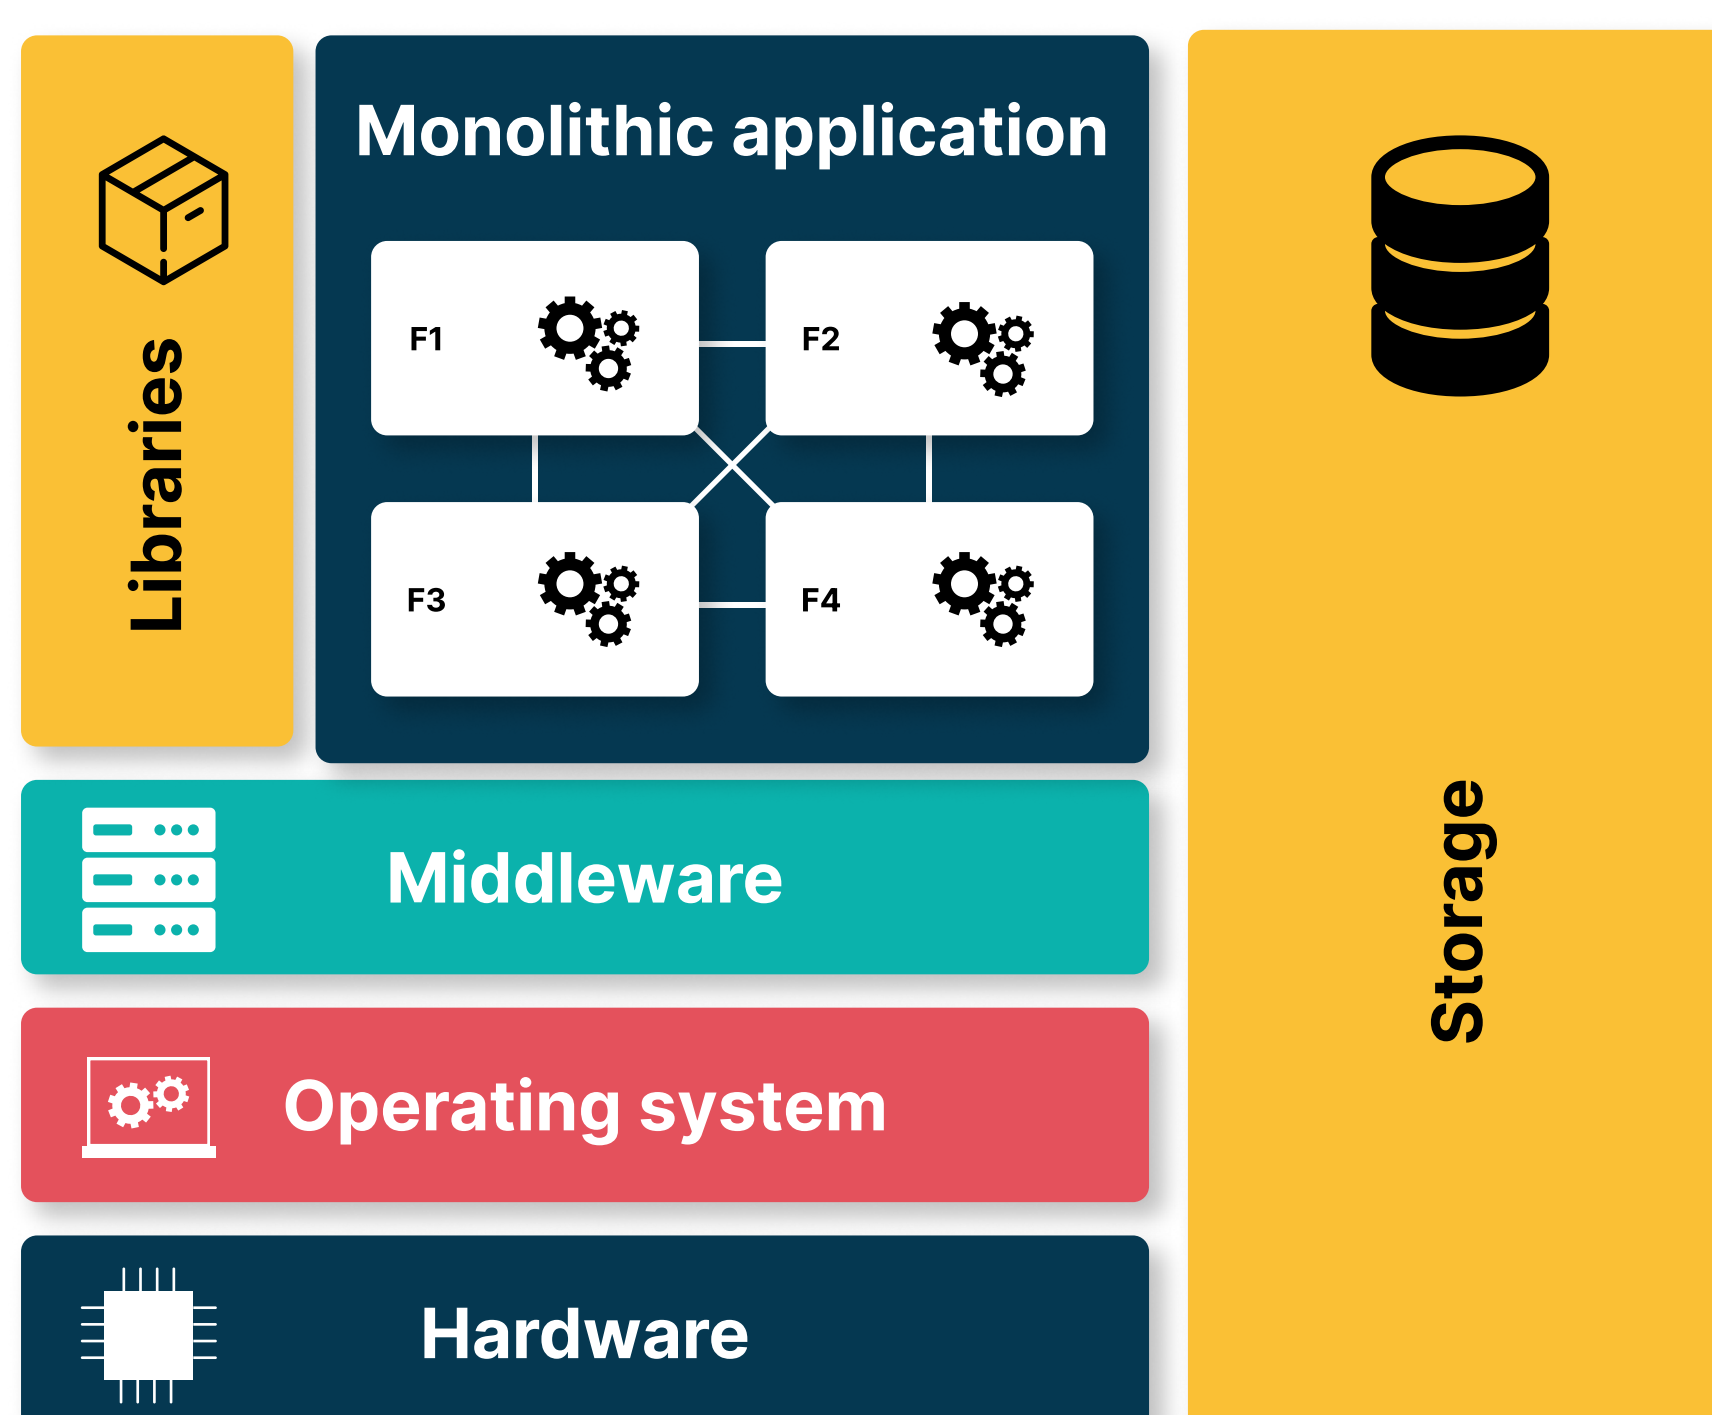 Libraries
Monolithic application
F1
F2
F3
F4
Middleware
Operating system
Hardware
Storage